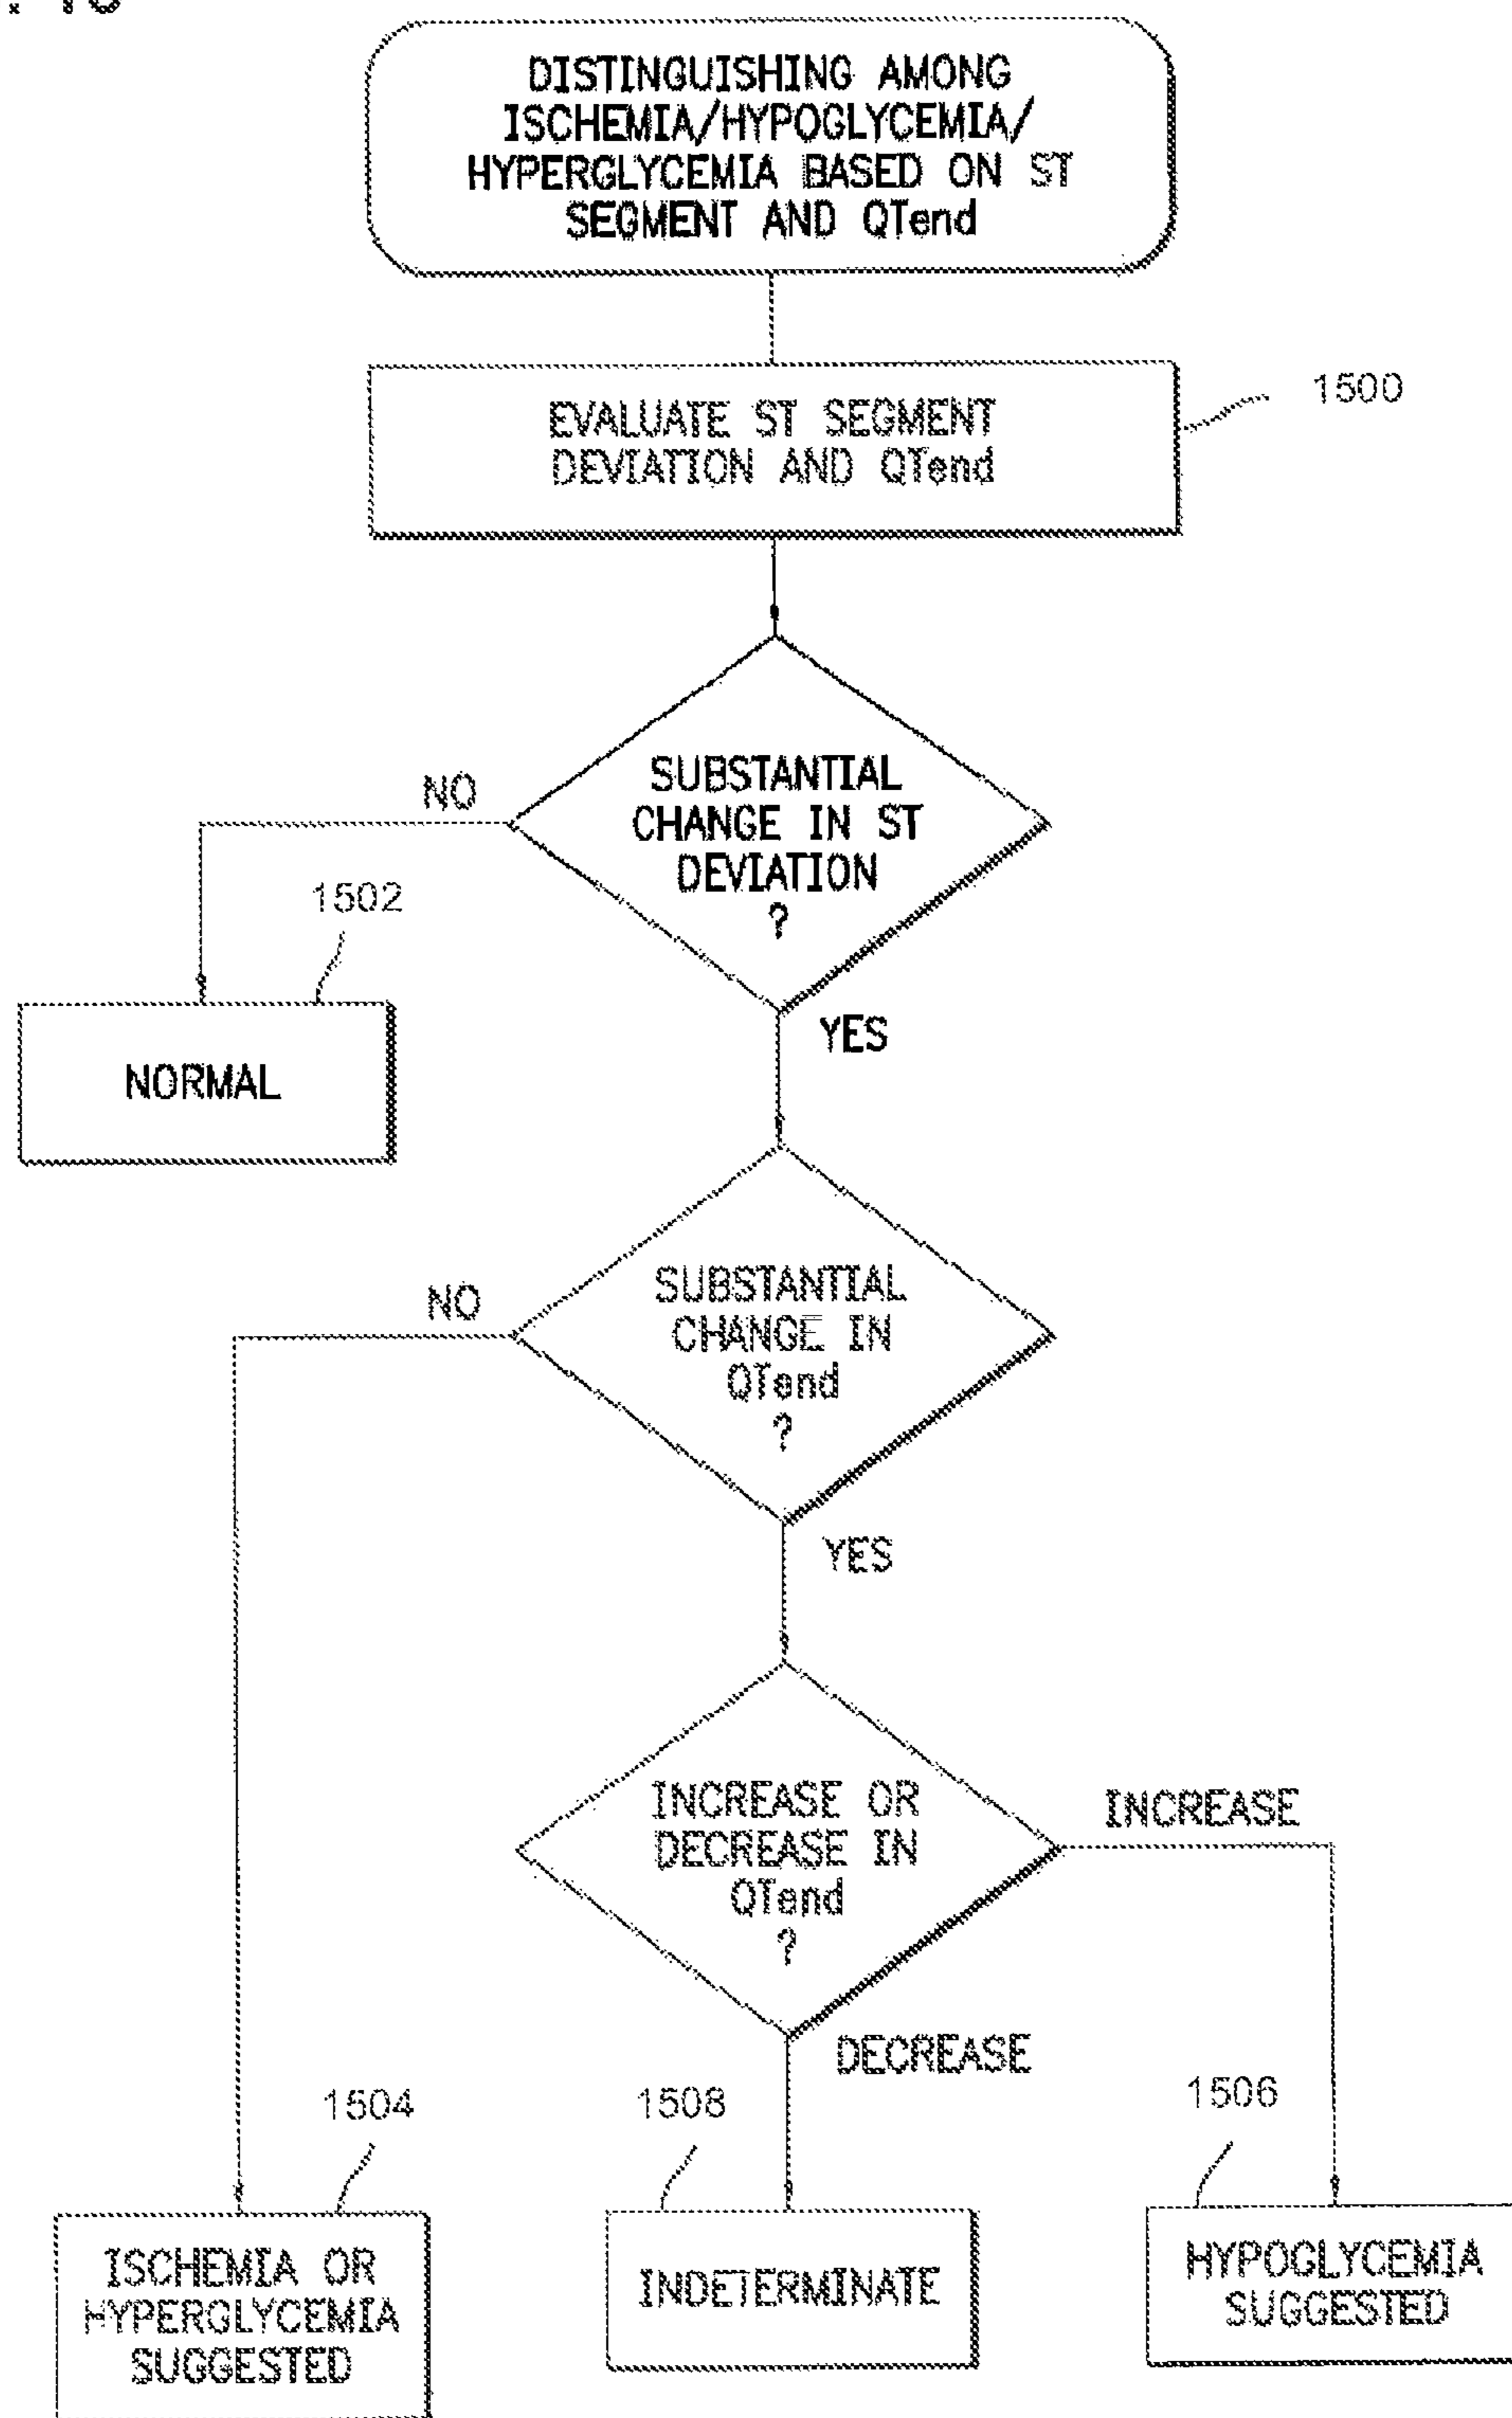 DISTINGUISHING AMONG
ISCHEMIA/HYPOGLYCEMIA/
HYPERGLYCEMIA BASED ON ST
SEGMENT AND QTend
EVALUATE ST SEGMENT
DEVIATION AND QTend
1500
SUBSTANTIAL
CHANGE IN ST
DEVIATION
?
NO
1502
NORMAL
YES
SUBSTANTIAL
CHANGE IN
QTend
?
NO
YES
INCREASE OR
DECREASE IN
QTend
?
INCREASE
DECREASE
1504
ISCHEMIA OR
HYPERGLYCEMIA
SUGGESTED
1508
INDETERMINATE
1506
HYPOGLYCEMIA
SUGGESTED